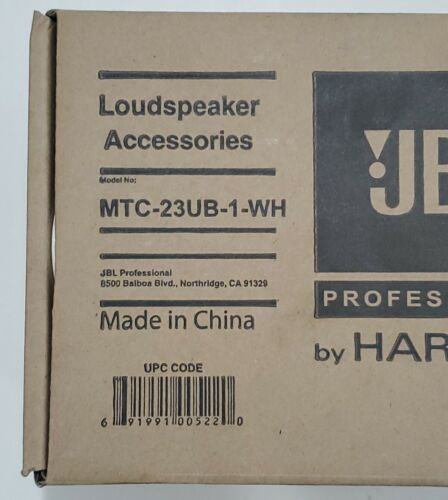 Loudspeaker
Accessories
Model No:
MTC-23UB-1-WH
JBL Professional
8500 Balboa Blvd., Northridge, CA 91329
Made in China
UPC CODE
6 91991 00522 0
JB
PROFES
by HAR